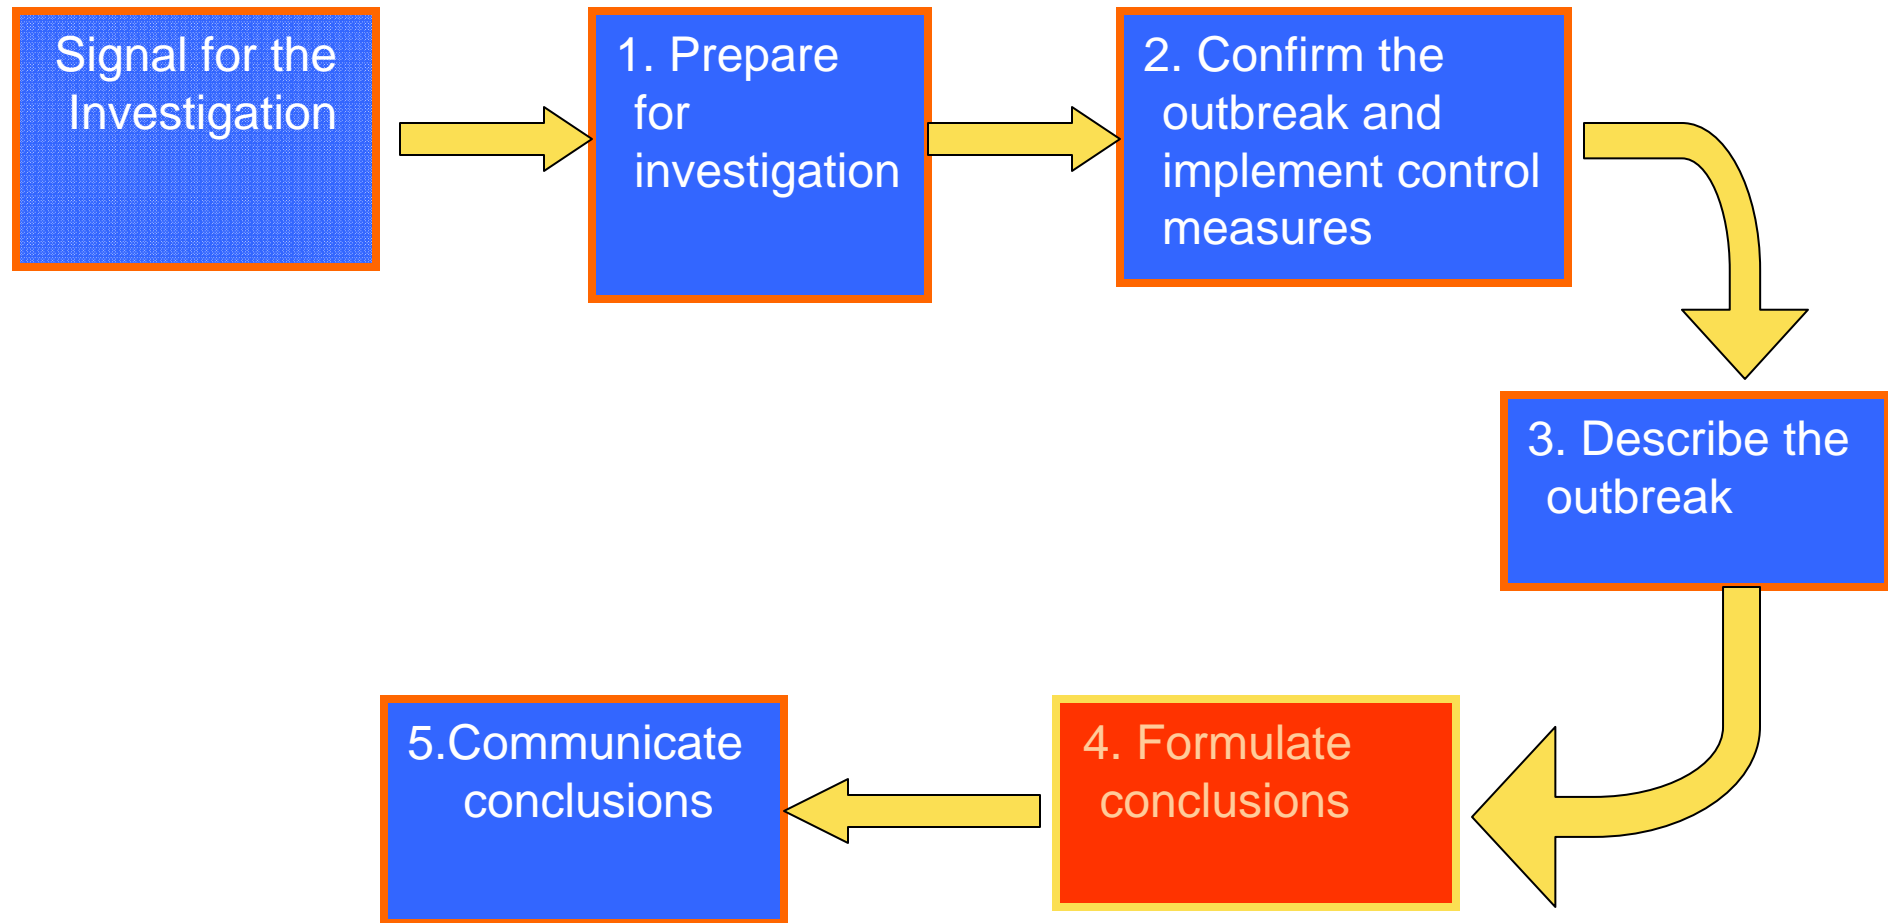 Signal for the
Investigation
1. Prepare
for
investigation
2. Confirm the
outbreak and
implement control
measures
3. Describe the
outbreak
4. Formulate
conclusions
5.Communicate
conclusions